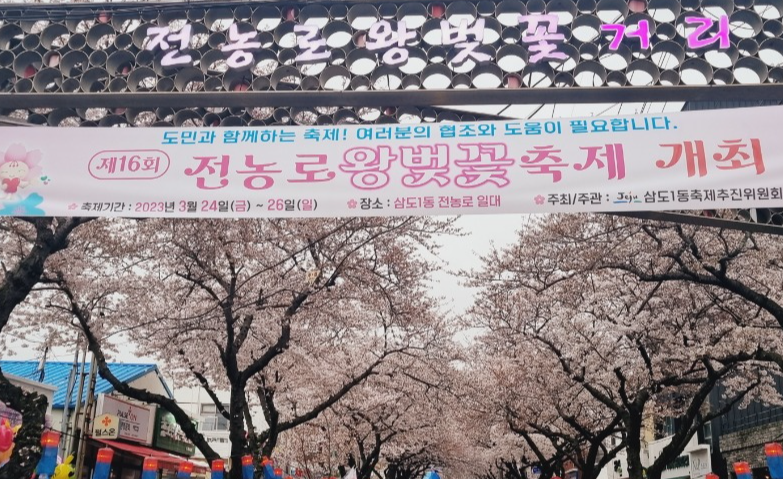 전농로 왕벚꽃 거리
도민과 함께하는 축제! 여러분의 협조와 도움이 필요합니다.
제16회 전농로왕벚꽃축제 개최
축제기간 : 2023년 3월 24일(금) ~ 26일(일) 장소 : 삼도1동 전농로 일대 주최/주관 : Jeju 삼도1동축제추진위원회
헬스온